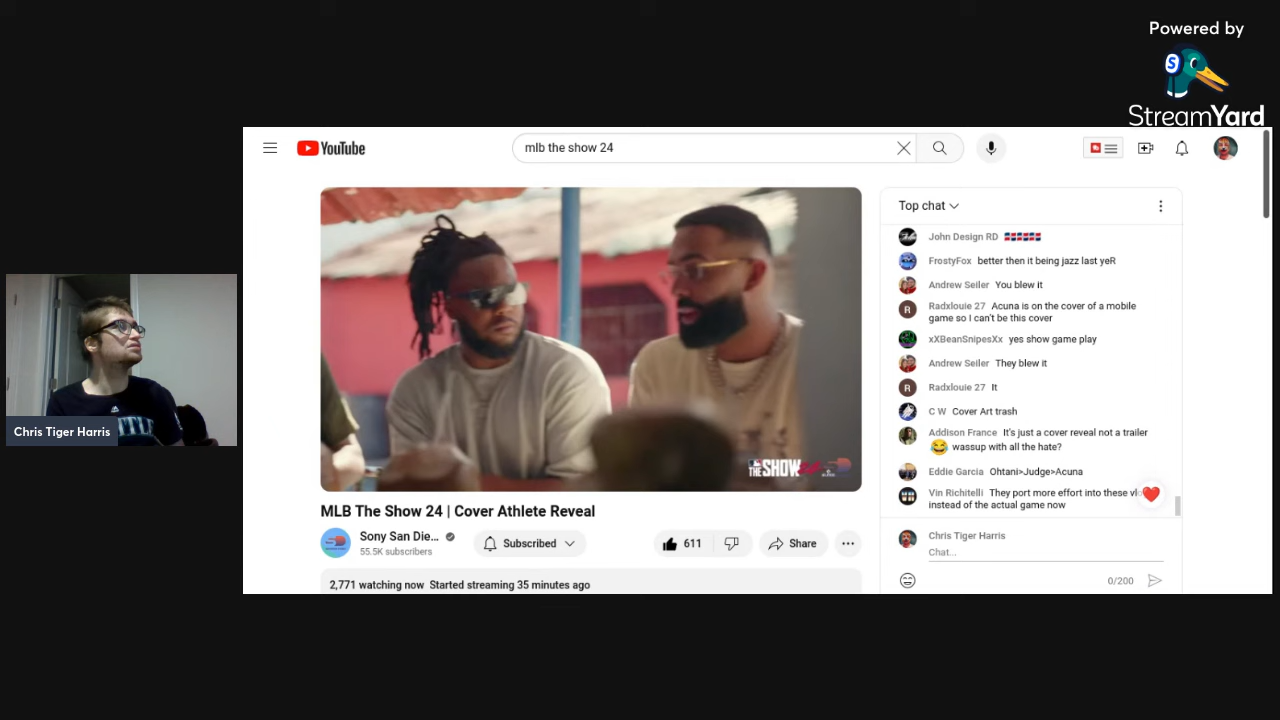 Powered by
S
StreamYard
YouTube
mlb the show 24
Top chat
John Design RD
FrostyFox better then it being jazz last yeR
Andrew Seiler You blew it
R
Radxlouie 27 Acuna is on the cover of a mobile
game so I can't be this cover
xXBeanSnipesXx yes show game play
Andrew Seiler They blew it
R
Radxlouie 27 It
C W Cover Art trash
Addison France It's just a cover reveal not a trailer
wassup with all the hate?
Eddie Garcia Ohtani>Judge>Acuna
Vin Richitelli They port more effort into these
instead of the actual game now
Chris Tiger Harris
Chat...
0/200
THE SHOW 24
MLB The Show 24 | Cover Athlete Reveal
Sony San Die...
55.5K subscribers
Subscribed
611
Share
2,771 watching now Started streaming 35 minutes ago
Chris Tiger Harris